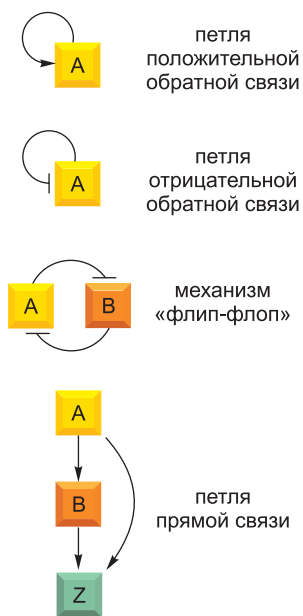 A
петля
положительной
обратной связи
A
петля
отрицательной
обратной связи
A
B
механизм
«флип-флоп»
A
B
петля
прямой связи
Z